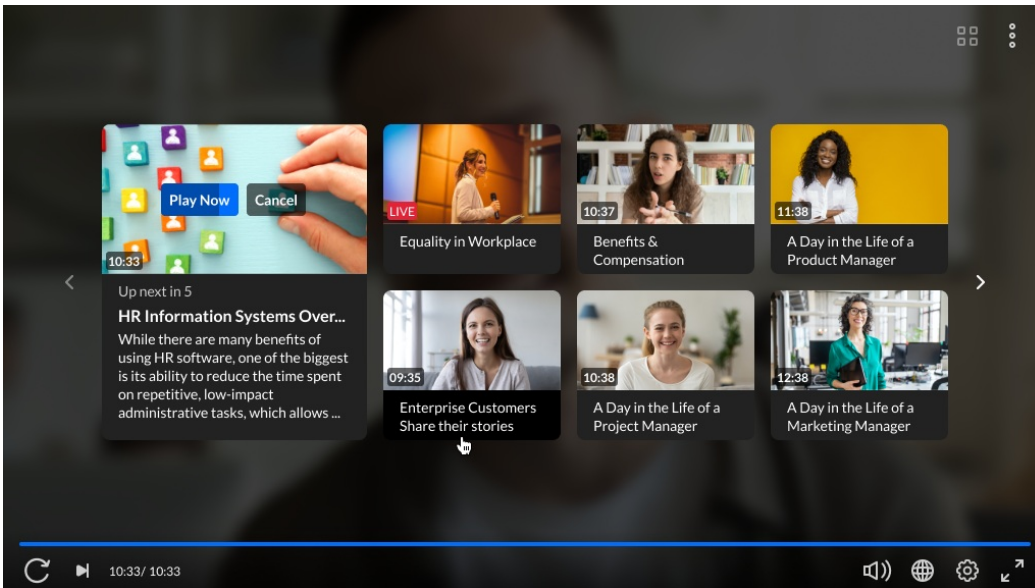 Play Now
Cancel
10:33
Up next in 5
HR Information Systems Over...
While there are many benefits of
using HR software, one of the biggest
is its ability to reduce the time spent
on repetitive, low-impact
administrative tasks, which allows ...
LIVE
Equality in Workplace
10:37
Benefits &
Compensation
11:38
A Day in the Life of a
Product Manager
09:35
Enterprise Customers
Share their stories
10:38
A Day in the Life of a
Project Manager
12:38
A Day in the Life of a
Marketing Manager
10:33/ 10:33